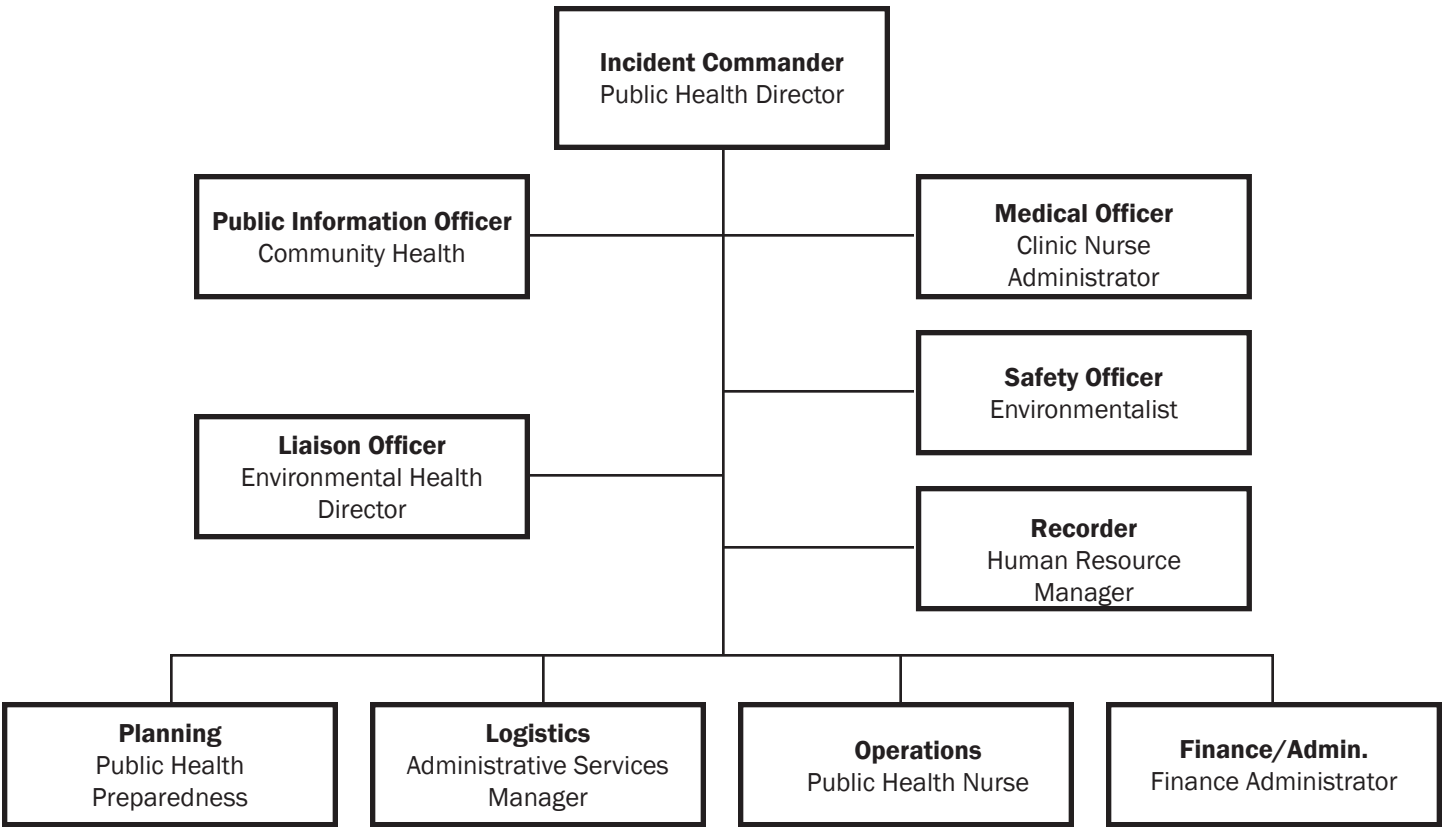 Incident Commander
Public Health Director
Public Information Officer
Community Health
Medical Officer
Clinic Nurse
Administrator
Safety Officer
Environmentalist
Liaison Officer
Environmental Health
Director
Recorder
Human Resource
Manager
Planning
Public Health
Preparedness
Logistics
Administrative Services
Manager
Operations
Public Health Nurse
Finance/Admin.
Finance Administrator